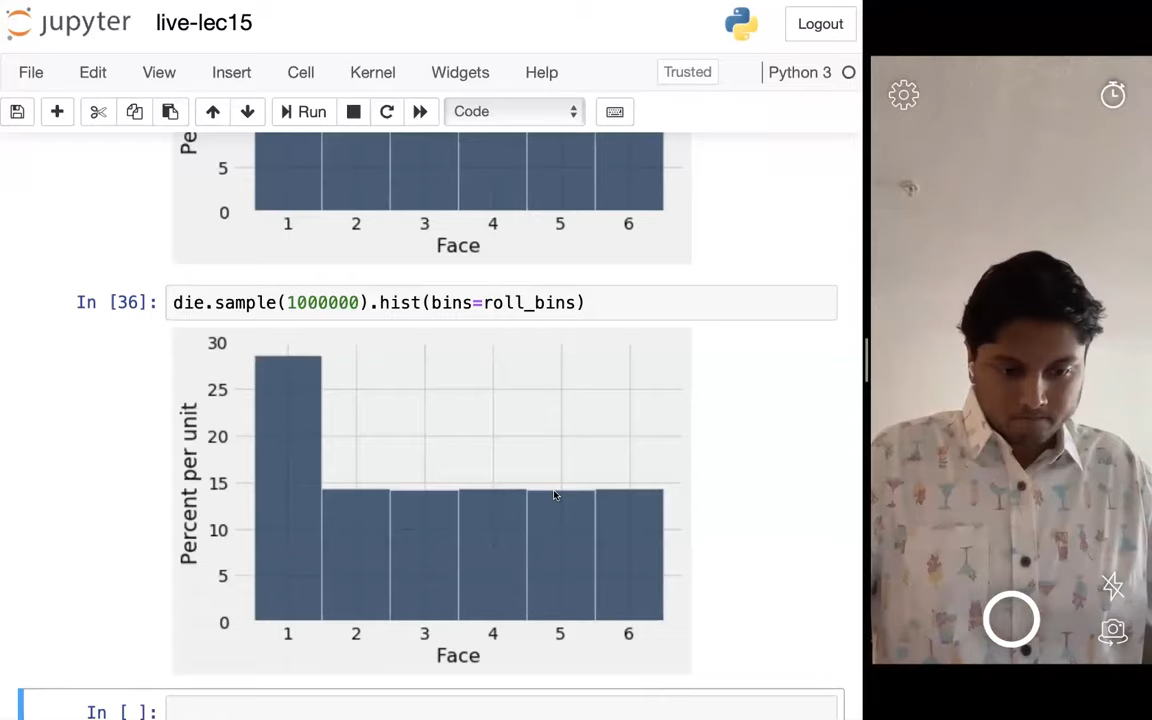 jupyter live-lec15 Logout
File Edit View Insert Cell Kernel Widgets Help Trusted Python 3
Run Code
Pe
5
0
1 2 3 4 5 6
Face
In [36]: die.sample(1000000).hist(bins=roll_bins)
30
25
20
15
10
5
0
Percent per unit
1 2 3 4 5 6
Face
In [ ]: